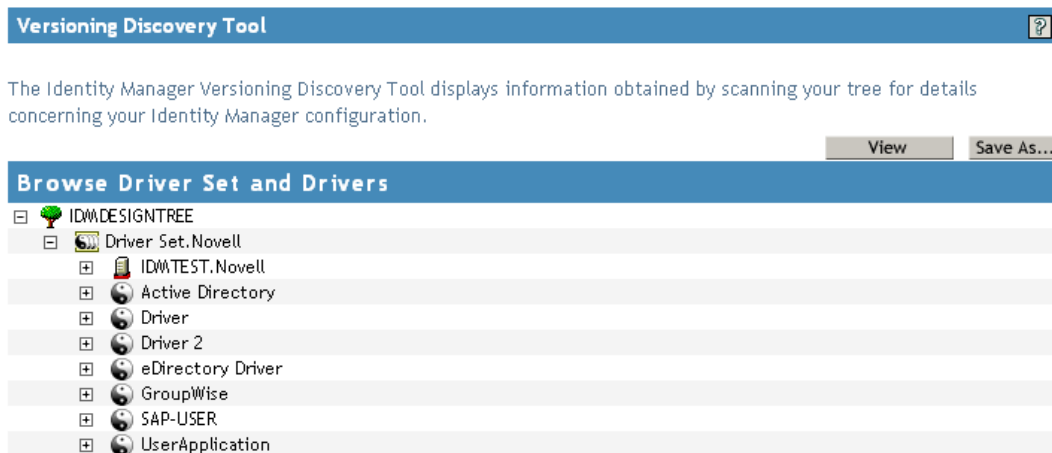 Versioning Discovery Tool
?
The Identity Manager Versioning Discovery Tool displays information obtained by scanning your tree for details
concerning your Identity Manager configuration.
View Save As...
Browse Driver Set and Drivers
IDMDESIGNTREE
Driver Set.Novell
IDMTEST.Novell
Active Directory
Driver
Driver 2
eDirectory Driver
GroupWise
SAP-USER
UserApplication